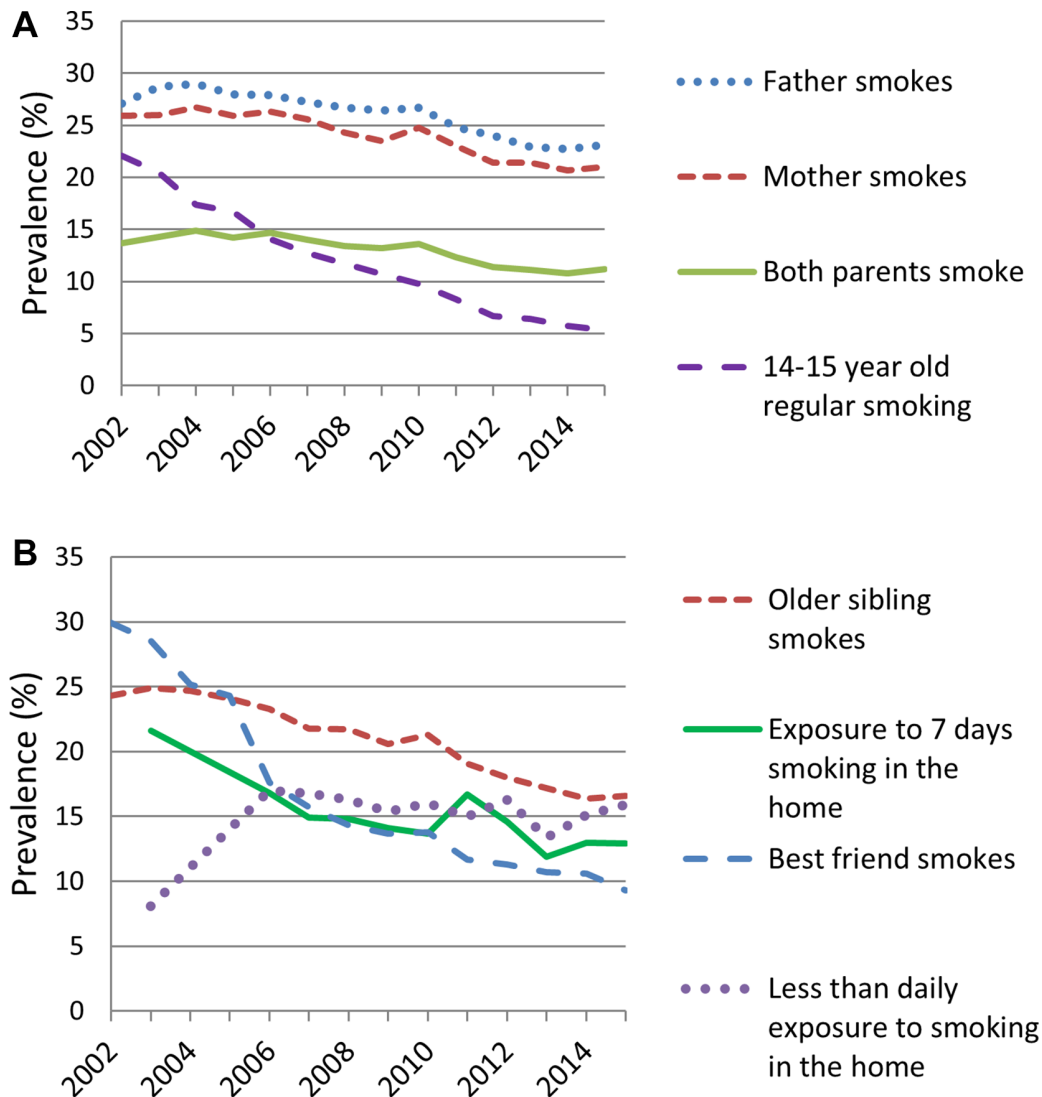 A
35
30
25
20
15
10
5
0
Prevalence (%)
2002
2004
2006
2008
2010
2012
2014
Father smokes
Mother smokes
Both parents smoke
14-15 year old
regular smoking
B
35
30
25
20
15
10
5
0
Prevalence (%)
2002
2004
2006
2008
2010
2012
2014
Older sibling
smokes
Exposure to 7 days
smoking in the
home
Best friend smokes
Less than daily
exposure to smoking
in the home